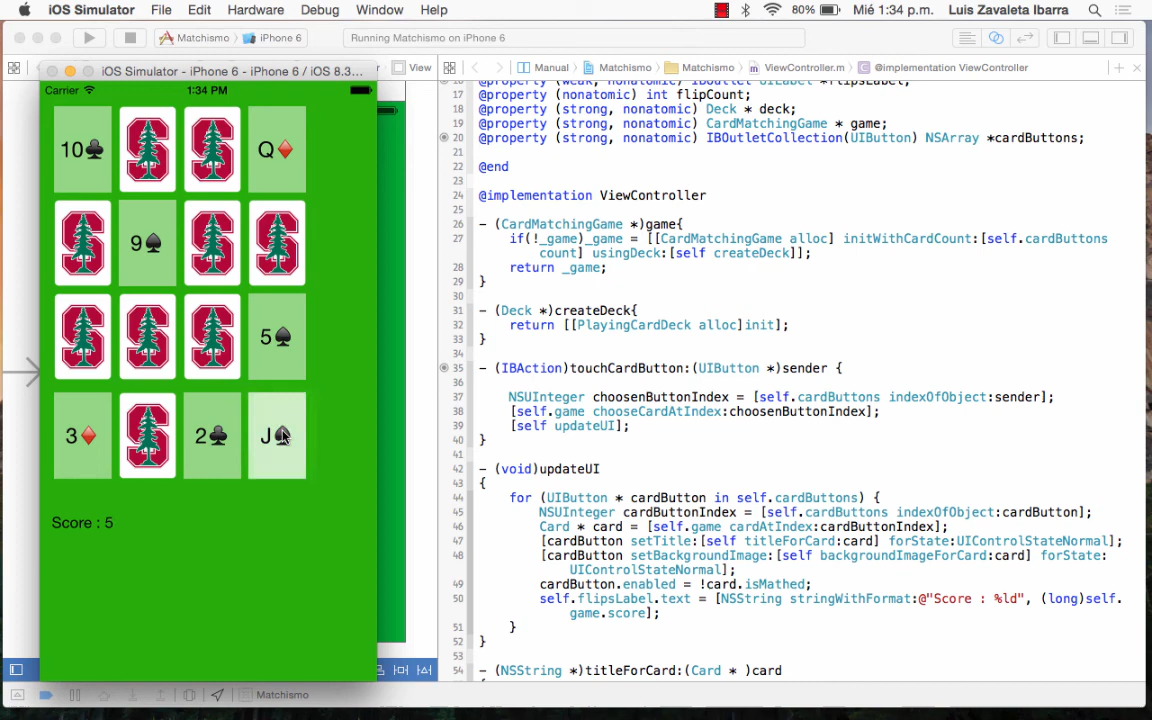 iOS Simulator File Edit Hardware Debug Window Help 80% Mié 1:34 p.m. Luis Zavaleta Ibarra
Matchismo iPhone 6 Running Matchismo on iPhone 6
iOS Simulator - iPhone 6 - iPhone 6 / iOS 8.3... View Manual Matchismo Matchismo ViewController.m @implementation ViewController
Carrier 1:34 PM
10♣ Q♦
9♠
5♠
3♦ 2♣ J♠
Score : 5
17 @property (nonatomic) int flipCount;
18 @property (strong, nonatomic) Deck * deck;
19 @property (strong, nonatomic) CardMatchingGame * game;
20 @property (strong, nonatomic) IBOutletCollection(UIButton) NSArray *cardButtons;
21
22 @end
23
24 @implementation ViewController
25
26 - (CardMatchingGame *)game{
27 if(!_game)_game = [[CardMatchingGame alloc] initWithCardCount:[self.cardButtons
count] usingDeck:[self createDeck]];
28 return _game;
29 }
30
31 - (Deck *)createDeck{
32 return [[PlayingCardDeck alloc]init];
33 }
34
35 - (IBAction)touchCardButton:(UIButton *)sender {
36
37 NSUInteger choosenButtonIndex = [self.cardButtons indexOfObject:sender];
38 [self.game chooseCardAtIndex:choosenButtonIndex];
39 [self updateUI];
40 }
41
42 - (void)updateUI
43 {
44 for (UIButton * cardButton in self.cardButtons) {
45 NSUInteger cardButtonIndex = [self.cardButtons indexOfObject:cardButton];
46 Card * card = [self.game cardAtIndex:cardButtonIndex];
47 [cardButton setTitle:[self titleForCard:card] forState:UIControlStateNormal];
48 [cardButton setBackgroundImage:[self backgroundImageForCard:card] forState:
UIControlStateNormal];
49 cardButton.enabled = !card.isMathed;
50 self.flipsLabel.text = [NSString stringWithFormat:@"Score : %ld", (long)self.
game.score];
51 }
52 }
53
54 - (NSString *)titleForCard:(Card * )card
Matchismo